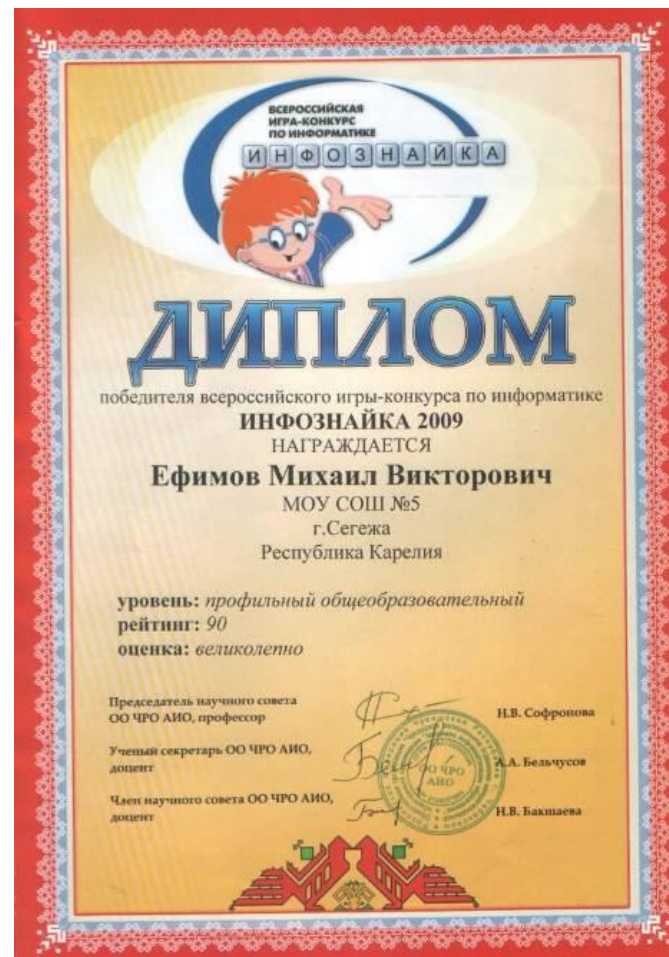 ВСЕРОССИЙСКАЯ
ИГРА-КОНКУРС
ПО ИНФОРМАТИКЕ
ИНФОЗНАЙКА
ДИПЛОМ
победителя всероссийского игры-конкурса по информатике
ИНФОЗНАЙКА 2009
НАГРАЖДАЕТСЯ
Ефимов Михаил Викторович
МОУ СОШ №5
г.Сегежа
Республика Карелия
уровень: профильный общеобразовательный
рейтинг: 90
оценка: великолепно
Председатель научного совета
ОО ЧРО АИО, профессор
Н.В. Софронова
Ученый секретарь ОО ЧРО АИО,
доцент
А.А. Бельчусов
Член научного совета ОО ЧРО АИО,
доцент
Н.В. Бакшаева
ОО ЧРО
АИО